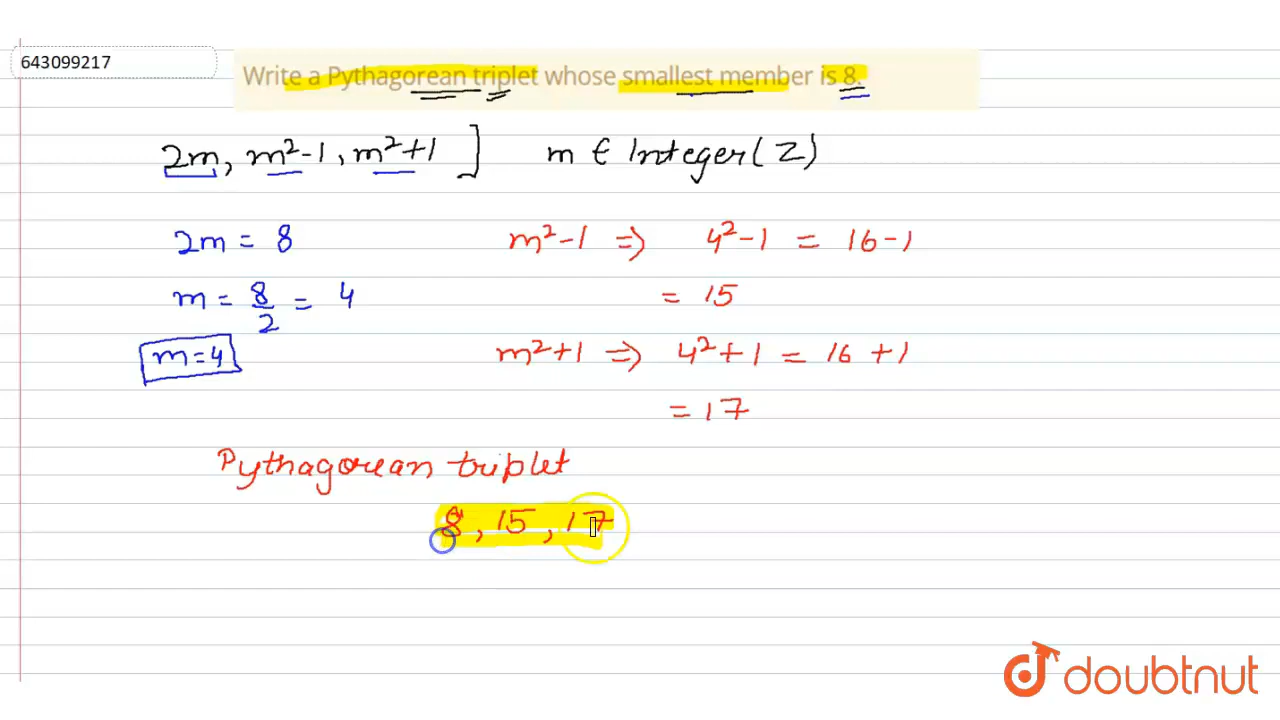 643099217
Write a Pythagorean triplet whose smallest member is 8.
2m, m²-1, m²+1 ] m ∈ Integer(Z)
2m = 8 m²-1 ⇒ 4²-1 = 16-1
m = 8/2 = 4 = 15
m=4 m²+1 ⇒ 4²+1 = 16 +1
= 17
Pythagorean triplet
8, 15, 17
doubtnut